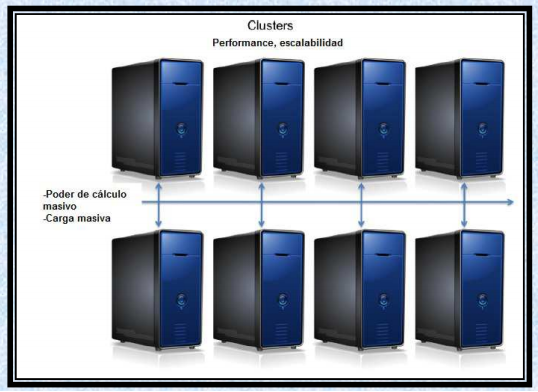 Clusters
Performance, escalabilidad
-Poder de cálculo
masivo
-Carga masiva